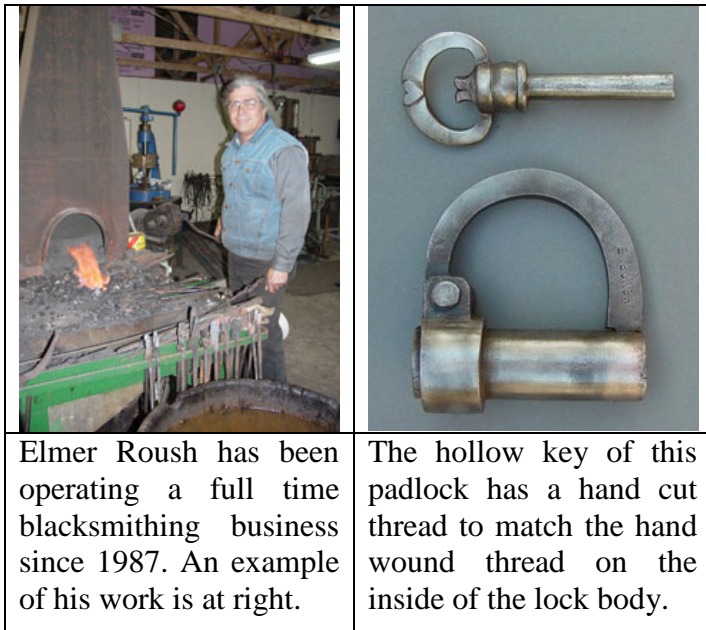 Elmer Roush has been
operating a full time
blacksmithing business
since 1987. An example
of his work is at right.
The hollow key of this
padlock has a hand cut
thread to match the hand
wound thread on the
inside of the lock body.